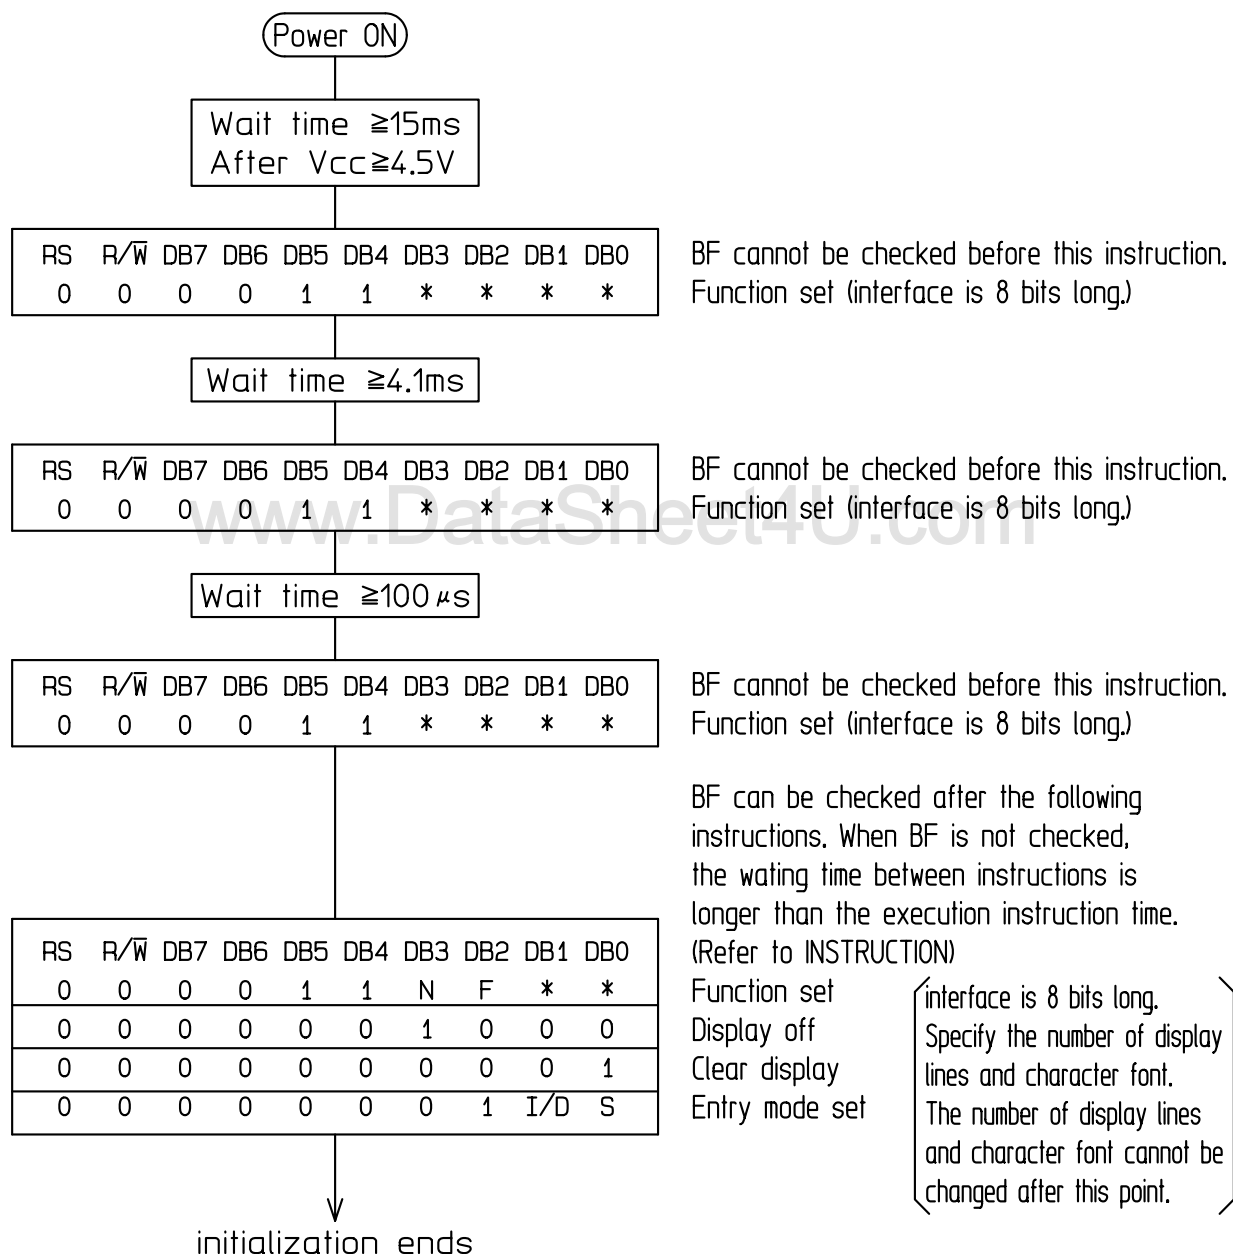 Power ON
Wait time ≧15ms
After Vcc≧4.5V
RS R/W̅ DB7 DB6 DB5 DB4 DB3 DB2 DB1 DB0
0 0 0 0 1 1 * * * *
BF cannot be checked before this instruction.
Function set (interface is 8 bits long.)
Wait time ≧4.1ms
RS R/W̅ DB7 DB6 DB5 DB4 DB3 DB2 DB1 DB0
0 0 0 0 1 1 * * * *
BF cannot be checked before this instruction.
Function set (interface is 8 bits long.)
www.DataSheet4U.com
Wait time ≧100μs
RS R/W̅ DB7 DB6 DB5 DB4 DB3 DB2 DB1 DB0
0 0 0 0 1 1 * * * *
BF cannot be checked before this instruction.
Function set (interface is 8 bits long.)
BF can be checked after the following
instructions. When BF is not checked,
the wating time between instructions is
longer than the execution instruction time.
(Refer to INSTRUCTION)
RS R/W̅ DB7 DB6 DB5 DB4 DB3 DB2 DB1 DB0
0 0 0 0 1 1 N F * *
0 0 0 0 0 0 1 0 0 0
0 0 0 0 0 0 0 0 0 1
0 0 0 0 0 0 0 1 I/D S
Function set
Display off
Clear display
Entry mode set
interface is 8 bits long.
Specify the number of display
lines and character font.
The number of display lines
and character font cannot be
changed after this point.
initialization ends